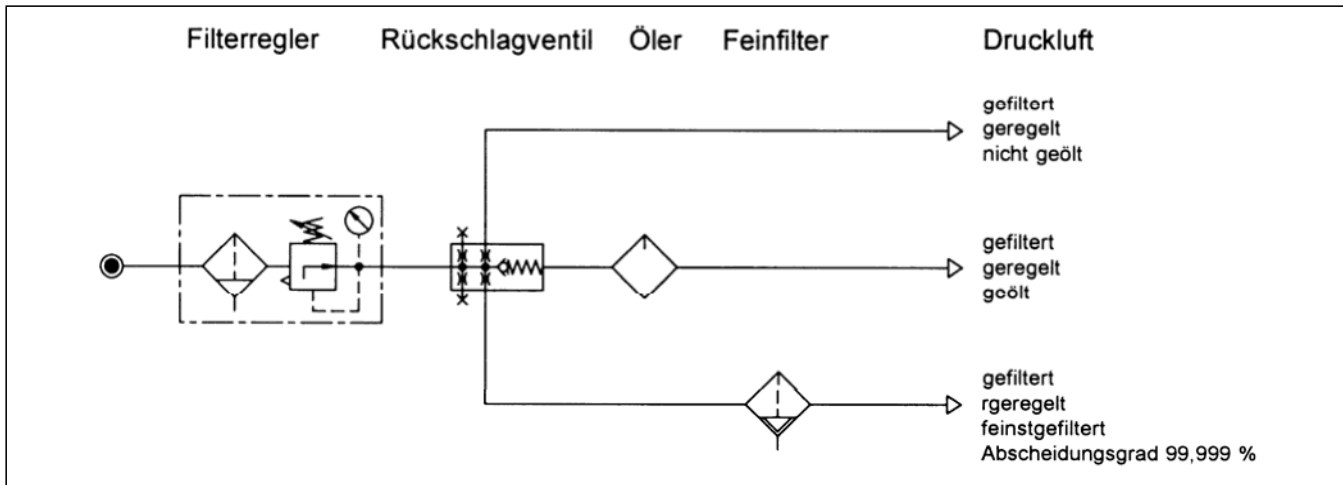 Filterregler Rückschlagventil Öler Feinfilter Druckluft
gefiltert
geregelt
nicht geölt
gefiltert
geregelt
geölt
gefiltert
rgeregelt
feinstgefiltert
Abscheidungsgrad 99,999 %